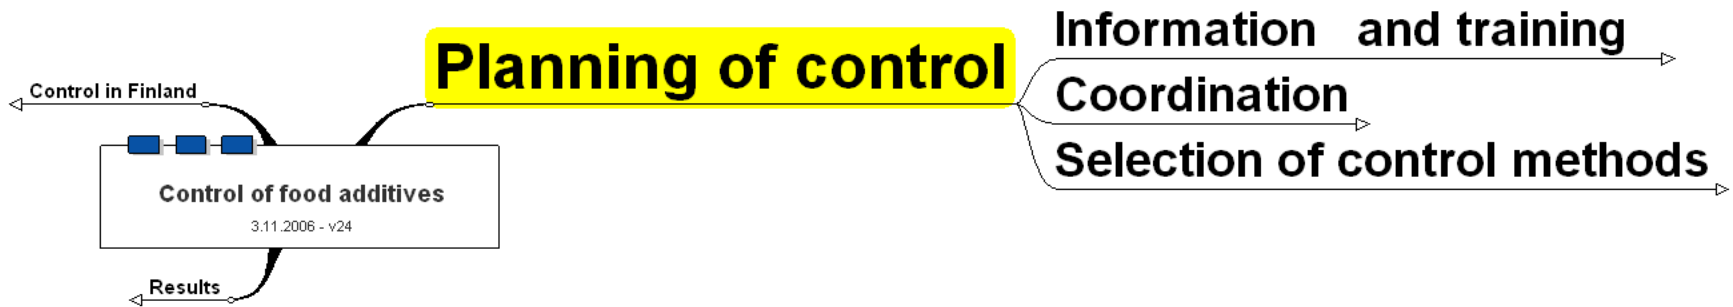 Planning of control
Information and training
Coordination
Selection of control methods
Control in Finland
Control of food additives
3.11.2006 - v24
Results